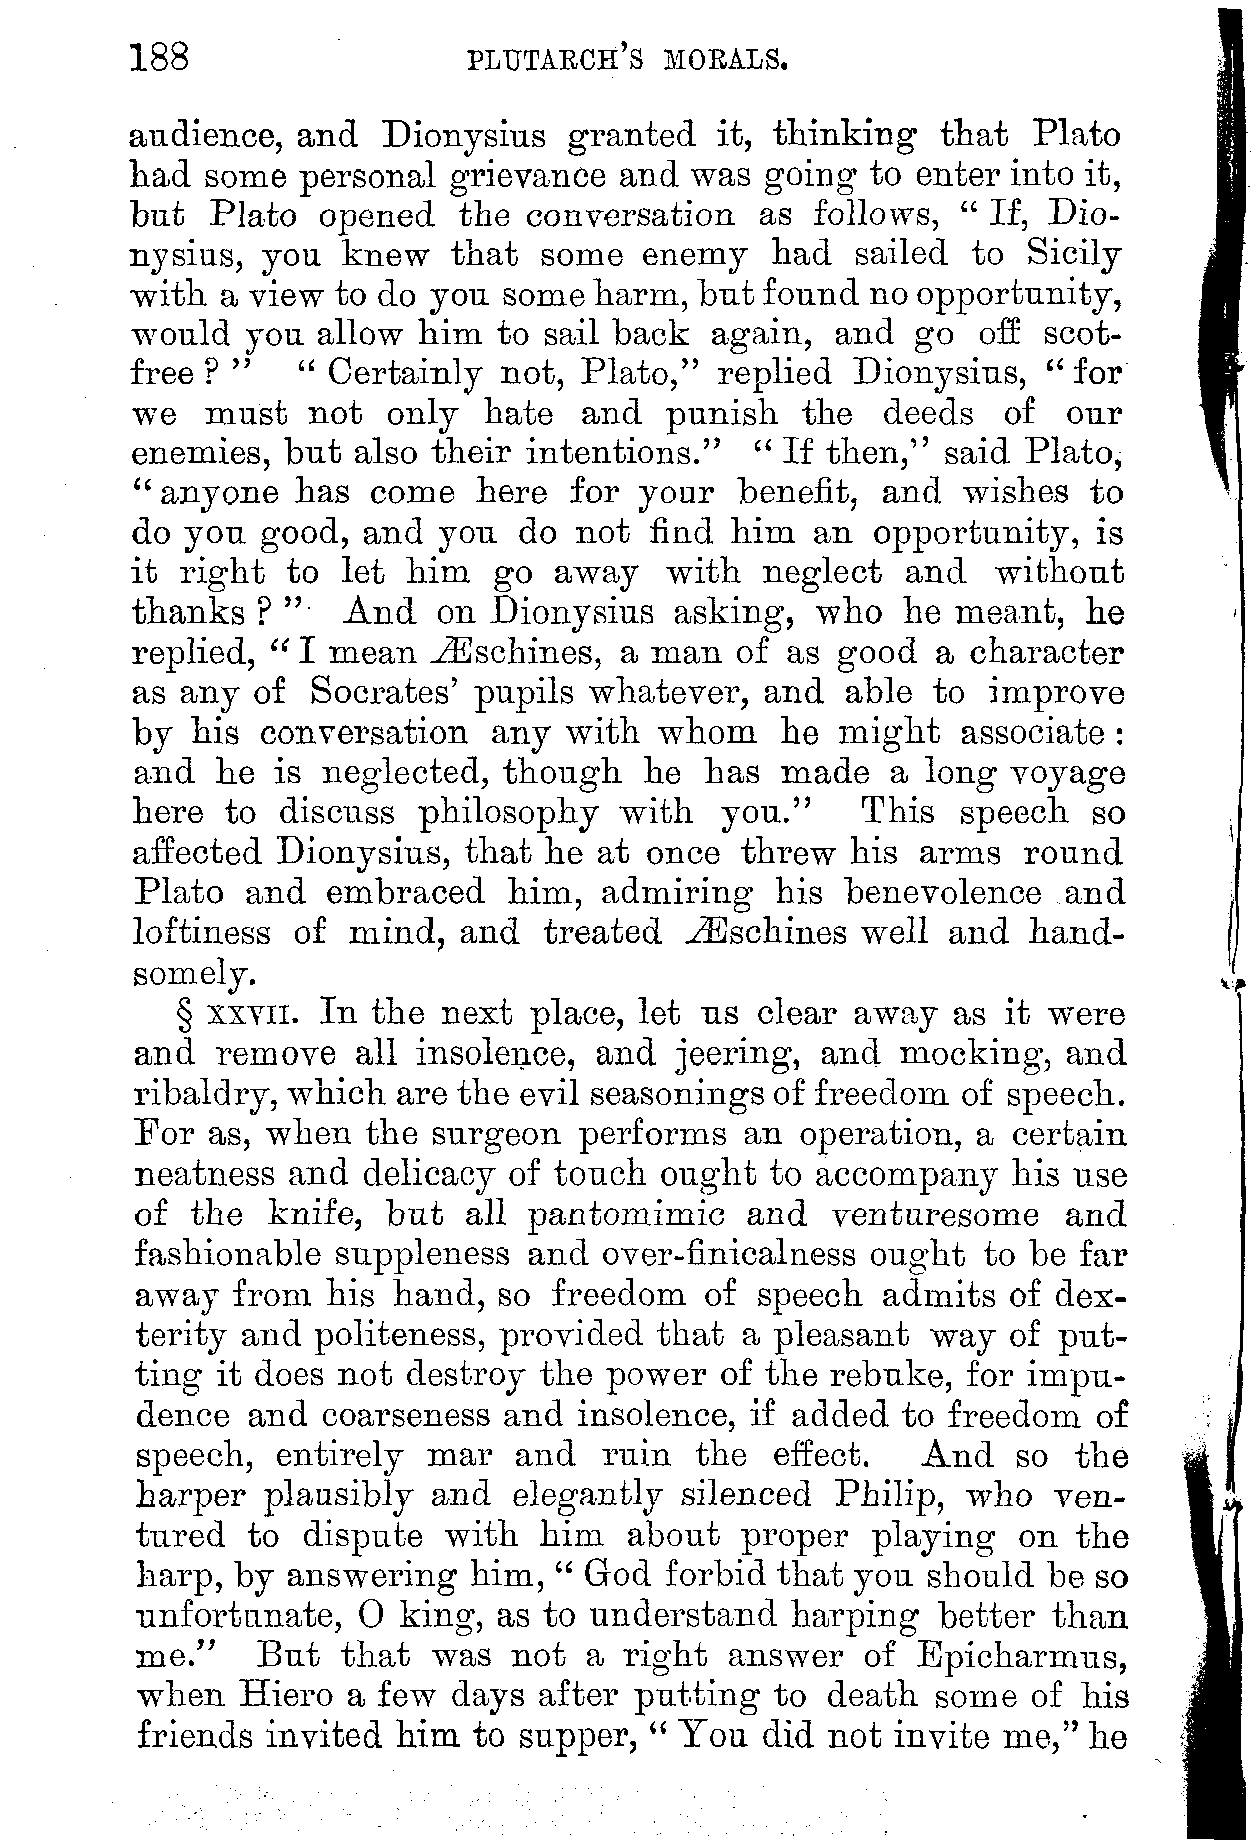 188 PLUTARCH'S MORALS.
audience, and Dionysius granted it, thinking that Plato
had some personal grievance and was going to enter into it,
but Plato opened the conversation as follows, “ If, Dio-
nysius, you knew that some enemy had sailed to Sicily
with a view to do you some harm, but found no opportunity,
would you allow him to sail back again, and go off scot-
free ? ” “ Certainly not, Plato,” replied Dionysius, “ for
we must not only hate and punish the deeds of our
enemies, but also their intentions.” “ If then,” said Plato,
“ anyone has come here for your benefit, and wishes to
do you good, and you do not find him an opportunity, is
it right to let him go away with neglect and without
thanks ? ” And on Dionysius asking, who he meant, he
replied, “ I mean Æschines, a man of as good a character
as any of Socrates’ pupils whatever, and able to improve
by his conversation any with whom he might associate :
and he is neglected, though he has made a long voyage
here to discuss philosophy with you.” This speech so
affected Dionysius, that he at once threw his arms round
Plato and embraced him, admiring his benevolence and
loftiness of mind, and treated Æschines well and hand-
somely.
§ XXVII. In the next place, let us clear away as it were
and remove all insolence, and jeering, and mocking, and
ribaldry, which are the evil seasonings of freedom of speech.
For as, when the surgeon performs an operation, a certain
neatness and delicacy of touch ought to accompany his use
of the knife, but all pantomimic and venturesome and
fashionable suppleness and over-finicalness ought to be far
away from his hand, so freedom of speech admits of dex-
terity and politeness, provided that a pleasant way of put-
ting it does not destroy the power of the rebuke, for impu-
dence and coarseness and insolence, if added to freedom of
speech, entirely mar and ruin the effect. And so the
harper plausibly and elegantly silenced Philip, who ven-
tured to dispute with him about proper playing on the
harp, by answering him, “ God forbid that you should be so
unfortunate, O king, as to understand harping better than
me.” But that was not a right answer of Epicharmus,
when Hiero a few days after putting to death some of his
friends invited him to supper, “ You did not invite me,” he